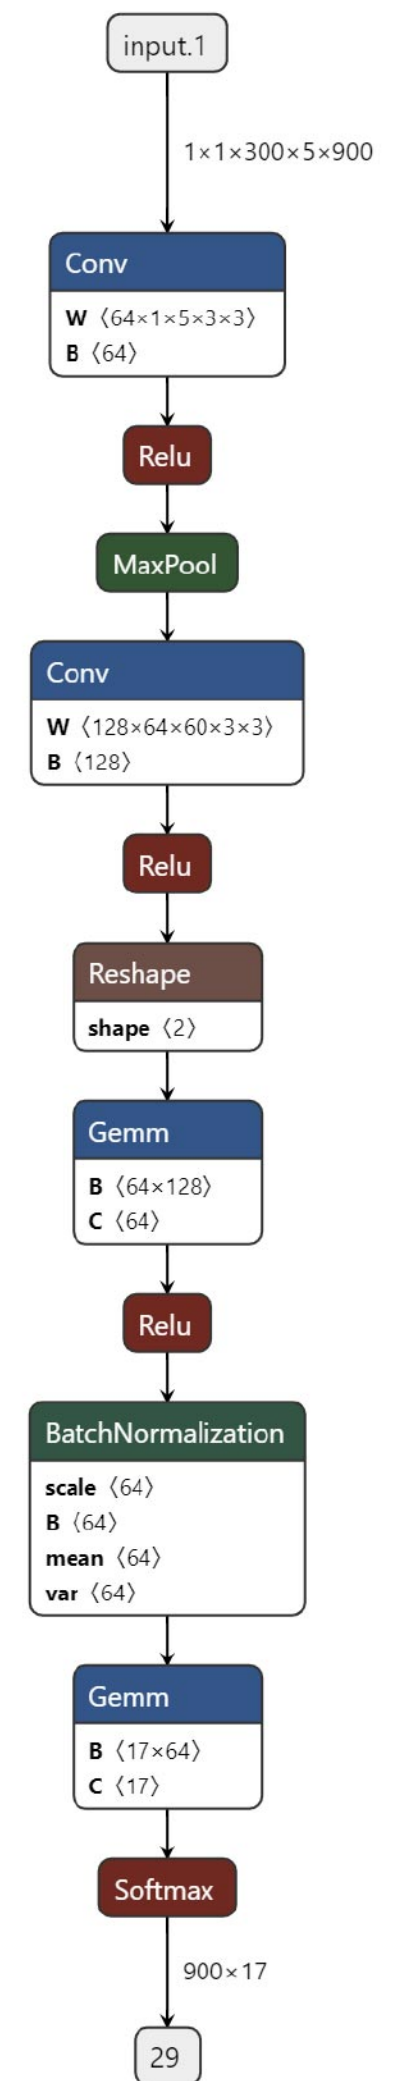 input.1
1×1×300×5×900
Conv
W ⟨64×1×5×3×3⟩
B ⟨64⟩
Relu
MaxPool
Conv
W ⟨128×64×60×3×3⟩
B ⟨128⟩
Relu
Reshape
shape ⟨2⟩
Gemm
B ⟨64×128⟩
C ⟨64⟩
Relu
BatchNormalization
scale ⟨64⟩
B ⟨64⟩
mean ⟨64⟩
var ⟨64⟩
Gemm
B ⟨17×64⟩
C ⟨17⟩
Softmax
900×17
29